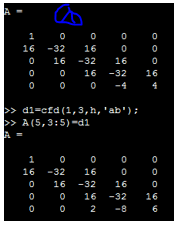 A =
1 0 0 0 0
16 -32 16 0 0
0 16 -32 16 0
0 0 16 -32 16
0 0 0 -4 4
>> d1=cfd(1,3,h,'ab');
>> A(5,3:5)=d1
A =
1 0 0 0 0
16 -32 16 0 0
0 16 -32 16 0
0 0 16 -32 16
0 0 2 -8 6